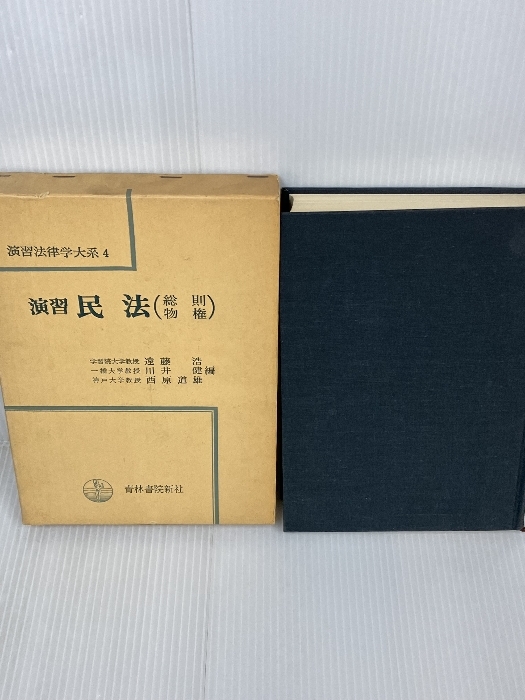 演習法律学大系 4
演習 民法(総則 物権)
学習院大学教授 遠藤 浩
一橋大学教授 川井 健 編
神戸大学教授 西原道雄
青林書院新社